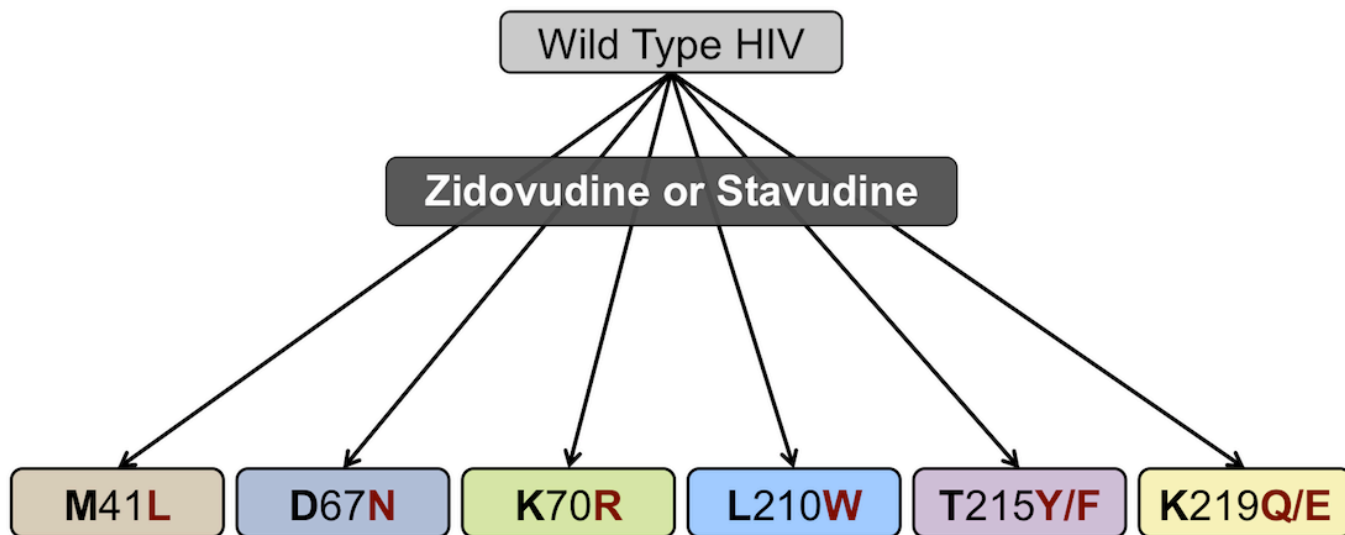 Wild Type HIV
Zidovudine or Stavudine
M41L
D67N
K70R
L210W
T215Y/F
K219Q/E